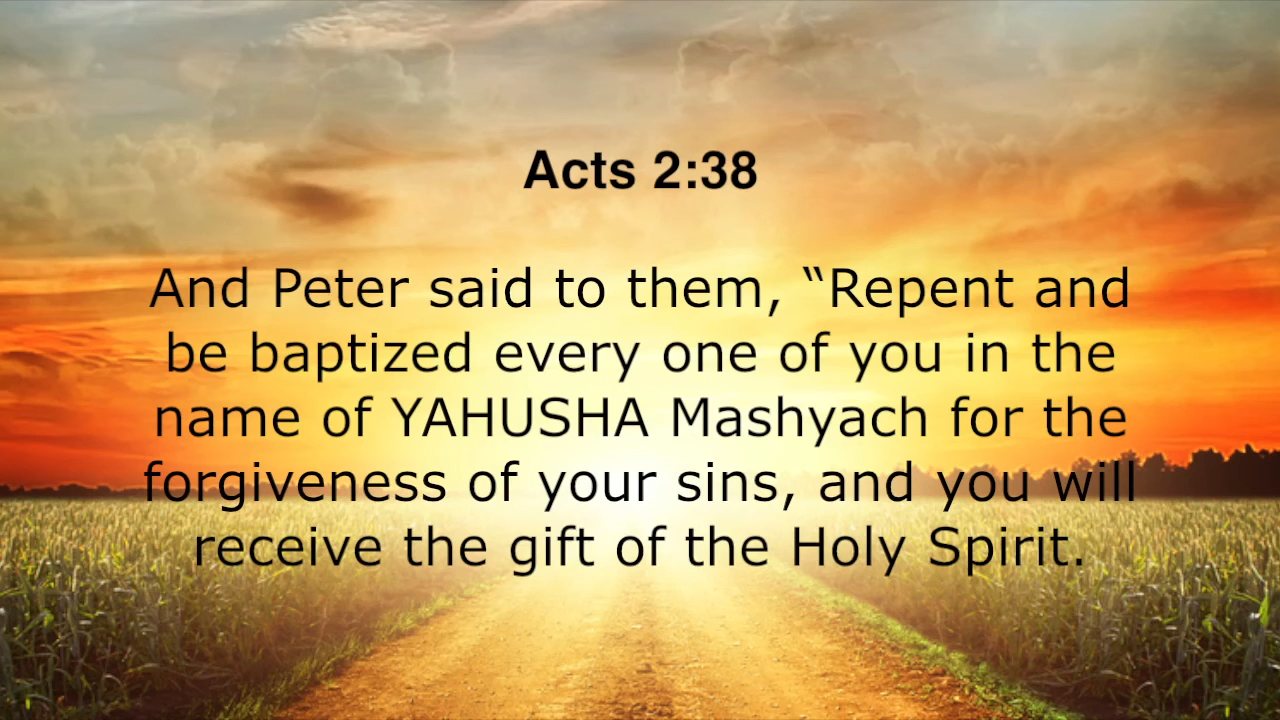 Acts 2:38
And Peter said to them, “Repent and
be baptized every one of you in the
name of YAHUSHA Mashyach for the
forgiveness of your sins, and you will
receive the gift of the Holy Spirit.